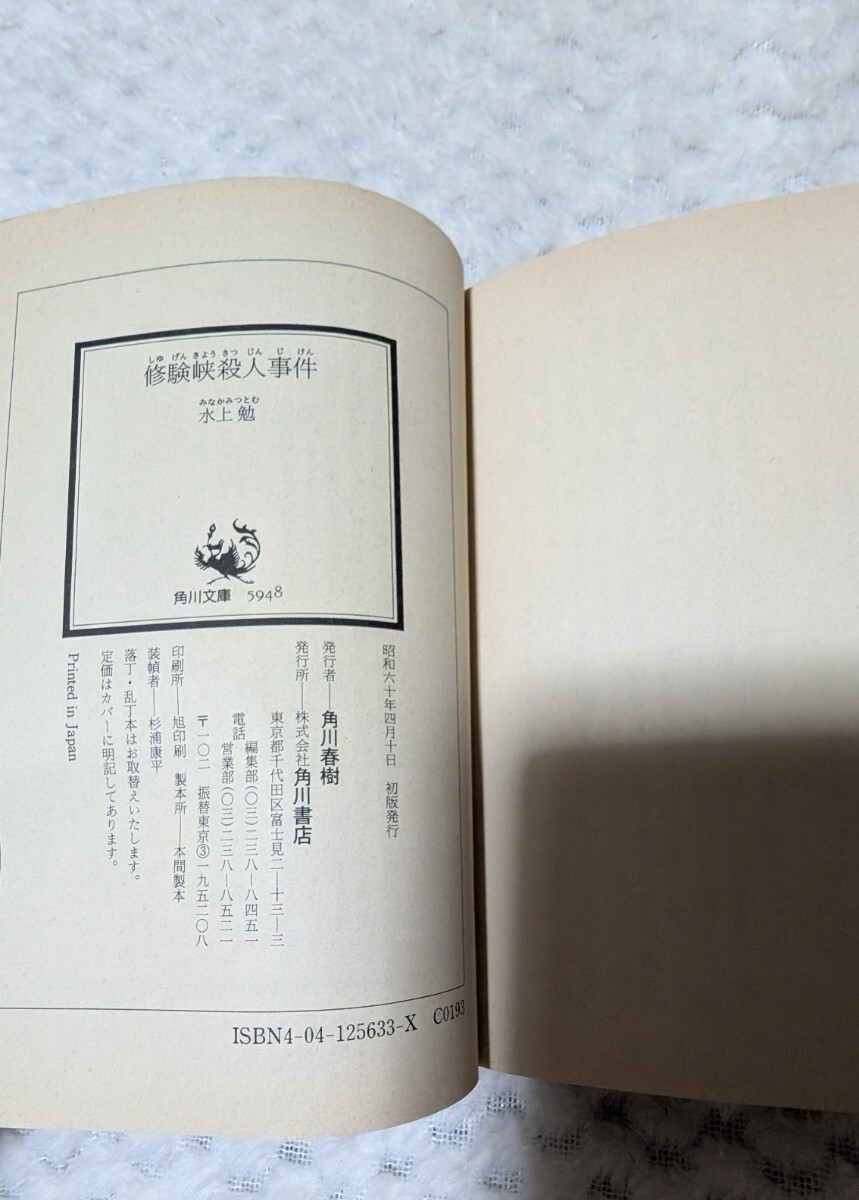 しゅげんきようさつじんじけん
修験峡殺人事件
みなかみつとむ
水上勉
角川文庫 5948
昭和六十年四月十日 初版発行
発行者——角川春樹
発行所——株式会社角川書店
東京都千代田区富士見二—十三—三
電話 編集部(〇三)二三八—八四五一
営業部(〇三)二三八—八五二一
〒一〇二 振替東京③一九五二〇八
印刷所——旭印刷 製本所——本間製本
装幀者——杉浦康平
落丁・乱丁本はお取替えいたします。
定価はカバーに明記してあります。
Printed in Japan
ISBN4-04-125633-X C0193